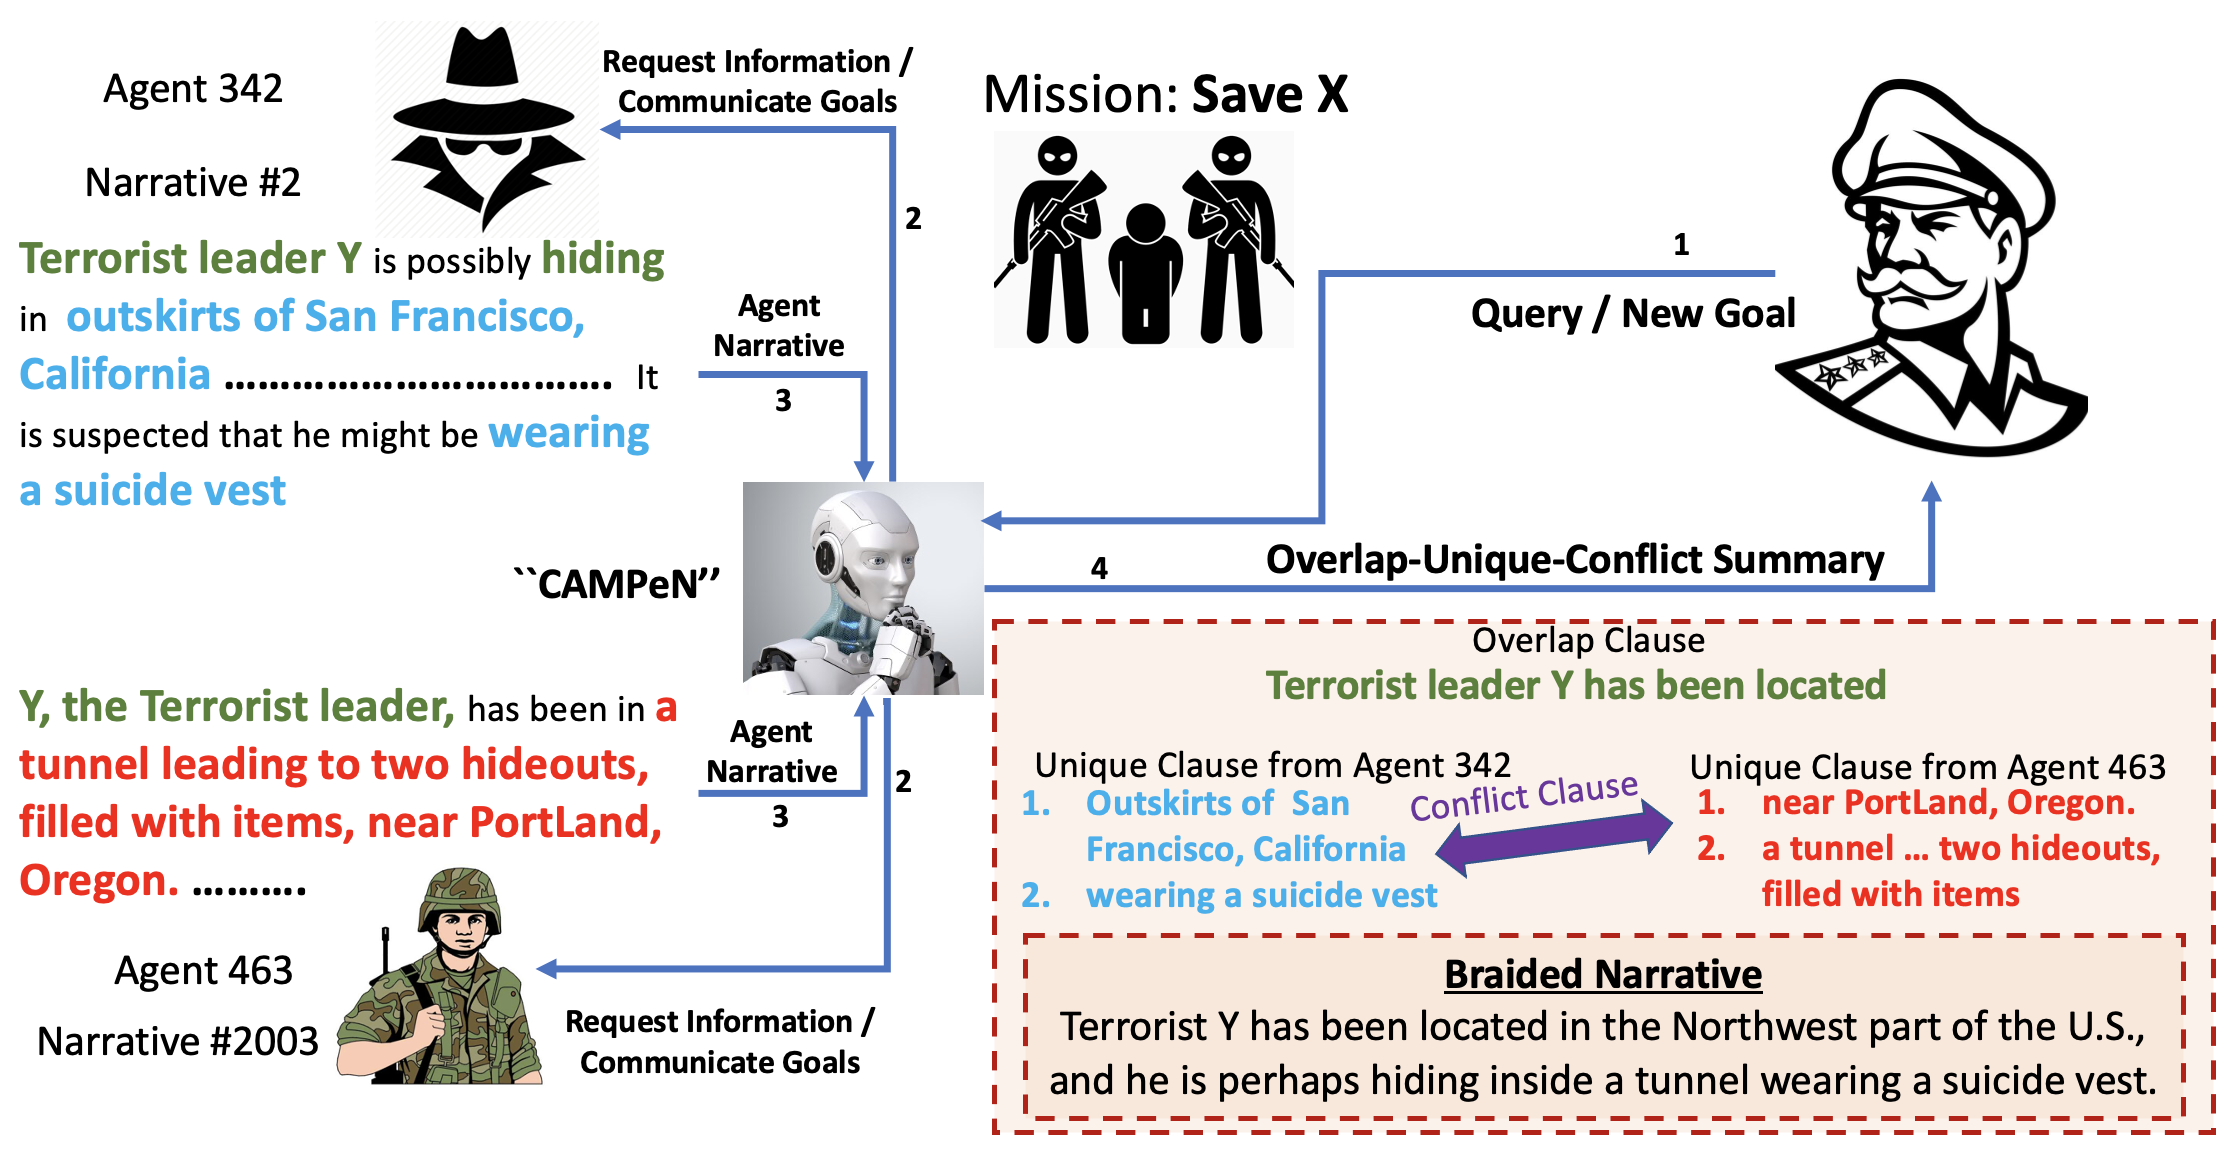 Agent 342
Narrative #2
Request Information /
Communicate Goals
2
Terrorist leader Y is possibly hiding
in outskirts of San Francisco,
California ................................. It
is suspected that he might be wearing
a suicide vest
Agent
Narrative
3
Mission: Save X
1
Query / New Goal
``CAMPeN’’
4
Overlap-Unique-Conflict Summary
Y, the Terrorist leader, has been in a
tunnel leading to two hideouts,
filled with items, near PortLand,
Oregon. ..........
Agent
Narrative
3
2
Agent 463
Narrative #2003
Request Information /
Communicate Goals
Overlap Clause
Terrorist leader Y has been located
Unique Clause from Agent 342
1. Outskirts of San
Francisco, California
2. wearing a suicide vest
Conflict Clause
Unique Clause from Agent 463
1. near PortLand, Oregon.
2. a tunnel ... two hideouts,
filled with items
Braided Narrative
Terrorist Y has been located in the Northwest part of the U.S.,
and he is perhaps hiding inside a tunnel wearing a suicide vest.